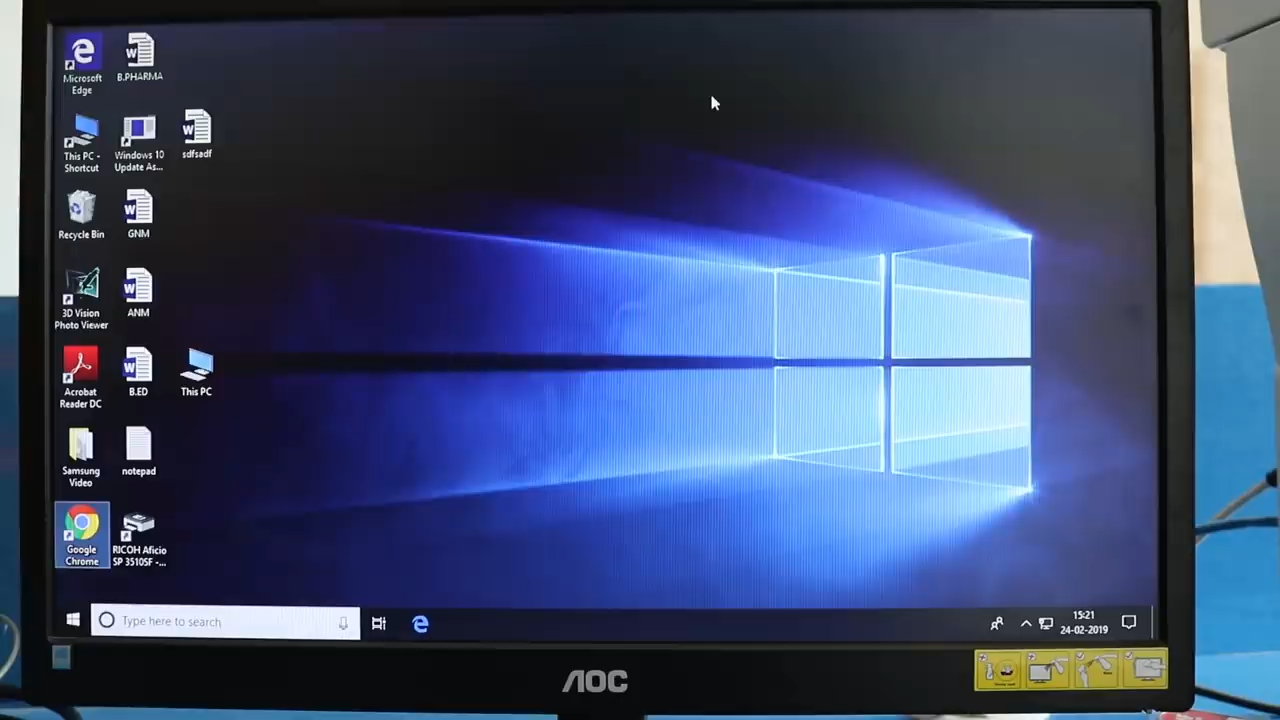 Microsoft
Edge
B.PHARMA
This PC -
Shortcut
Windows 10
Update As...
sdfsadf
Recycle Bin
GNM
3D Vision
Photo Viewer
ANM
Acrobat
Reader DC
B.ED
This PC
Samsung
Video
notepad
Google
Chrome
RICOH Aficio
SP 3510SF -...
Type here to search
15:21
24-02-2019
AOC